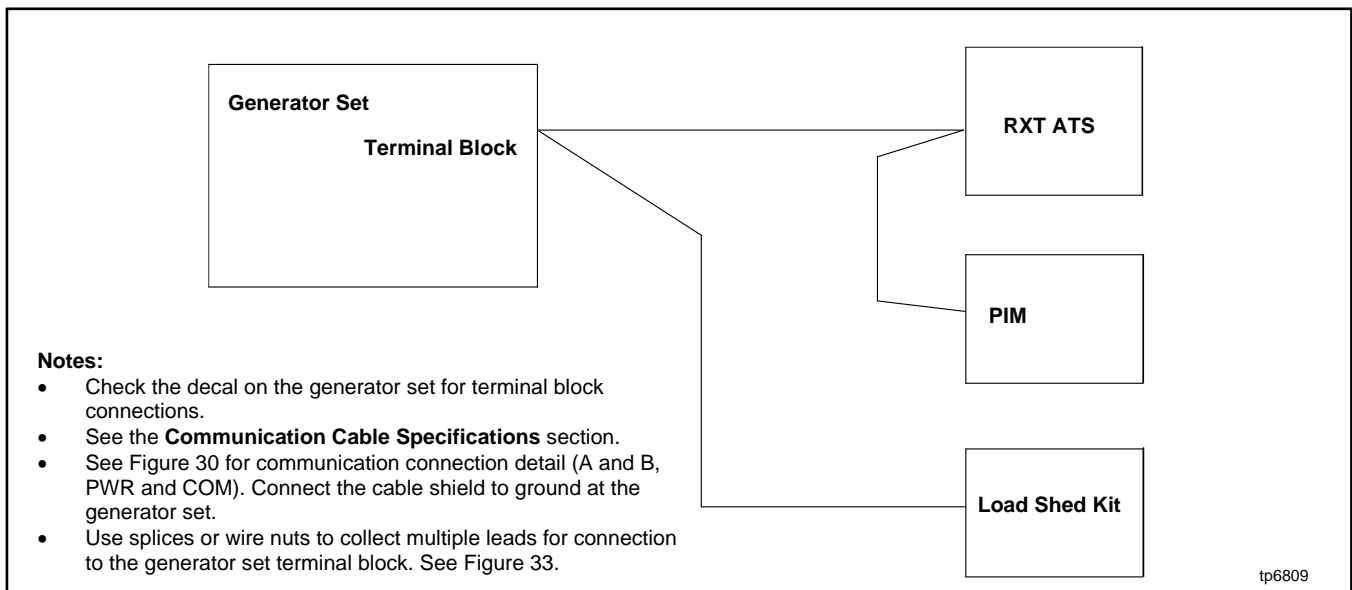 Generator Set
Terminal Block
RXT ATS
PIM
Load Shed Kit
Notes:
• Check the decal on the generator set for terminal block
connections.
• See the Communication Cable Specifications section.
• See Figure 30 for communication connection detail (A and B,
PWR and COM). Connect the cable shield to ground at the
generator set.
• Use splices or wire nuts to collect multiple leads for connection
to the generator set terminal block. See Figure 33.
tp6809